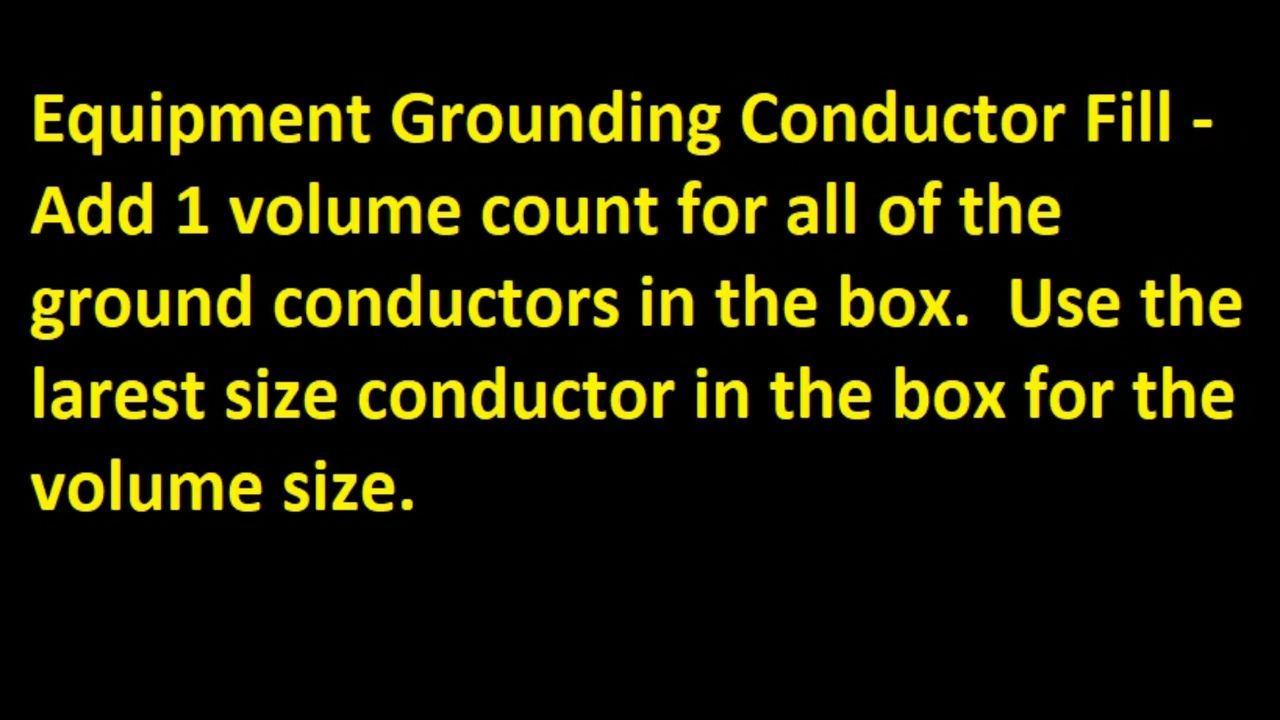 Equipment Grounding Conductor Fill -
Add 1 volume count for all of the
ground conductors in the box.  Use the
larest size conductor in the box for the
volume size.